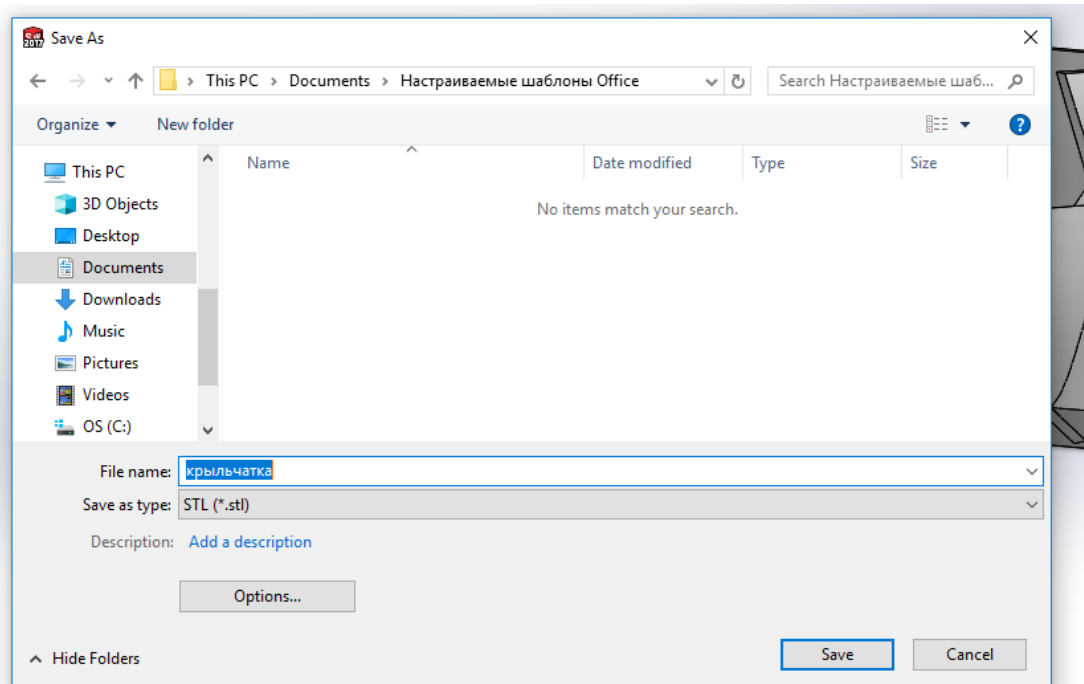 SW 2017 Save As
This PC > Documents > Настраиваемые шаблоны Office
Search Настраиваемые шаб...
Organize New folder
Name Date modified Type Size
No items match your search.
This PC
3D Objects
Desktop
Documents
Downloads
Music
Pictures
Videos
OS (C:)
File name: крыльчатка
Save as type: STL (*.stl)
Description: Add a description
Options...
Hide Folders
Save Cancel